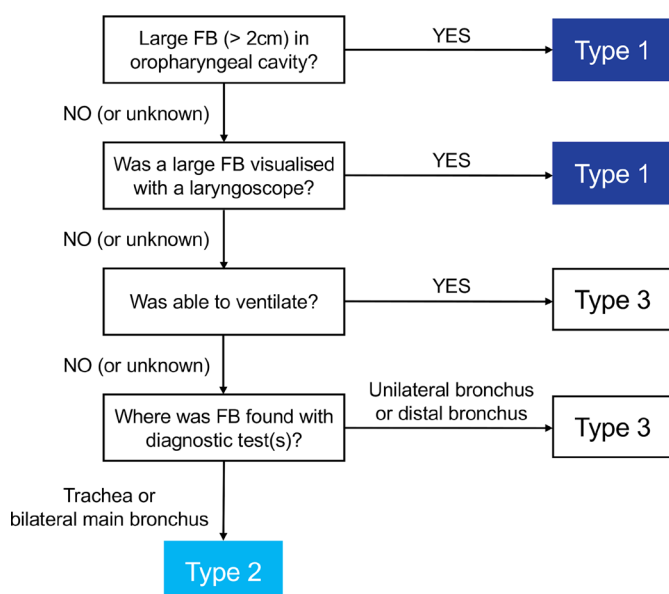 Large FB (> 2cm) in
oropharyngeal cavity?
YES
Type 1
NO (or unknown)
Was a large FB visualised
with a laryngoscope?
YES
Type 1
NO (or unknown)
Was able to ventilate?
YES
Type 3
NO (or unknown)
Where was FB found with
diagnostic test(s)?
Unilateral bronchus
or distal bronchus
Type 3
Trachea or
bilateral main bronchus
Type 2